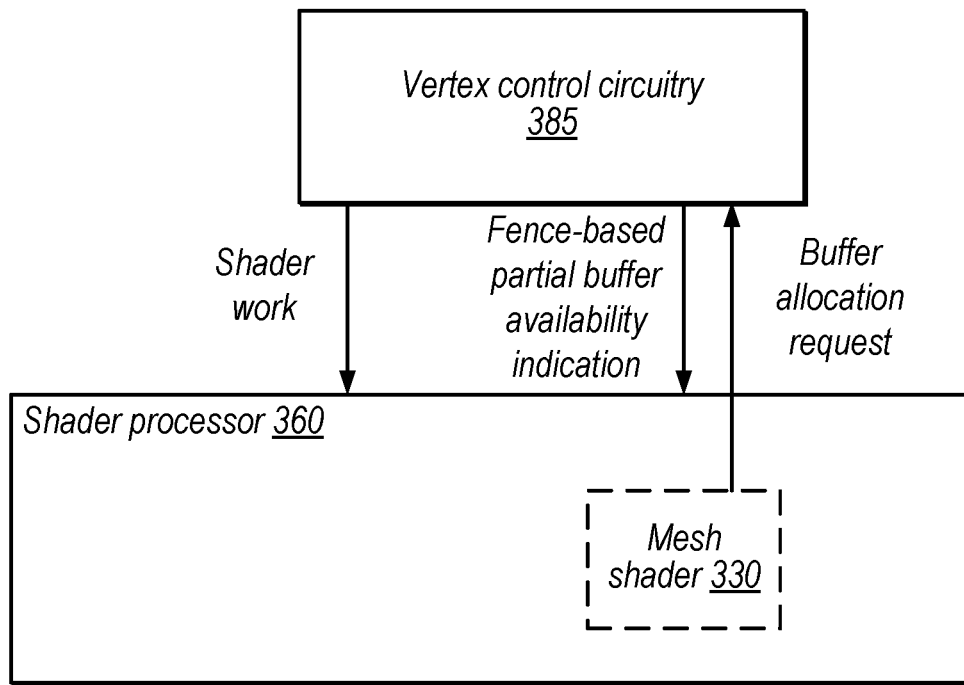 Vertex control circuitry
385
Shader
work
Fence-based
partial buffer
availability
indication
Buffer
allocation
request
Shader processor 360
Mesh
shader 330